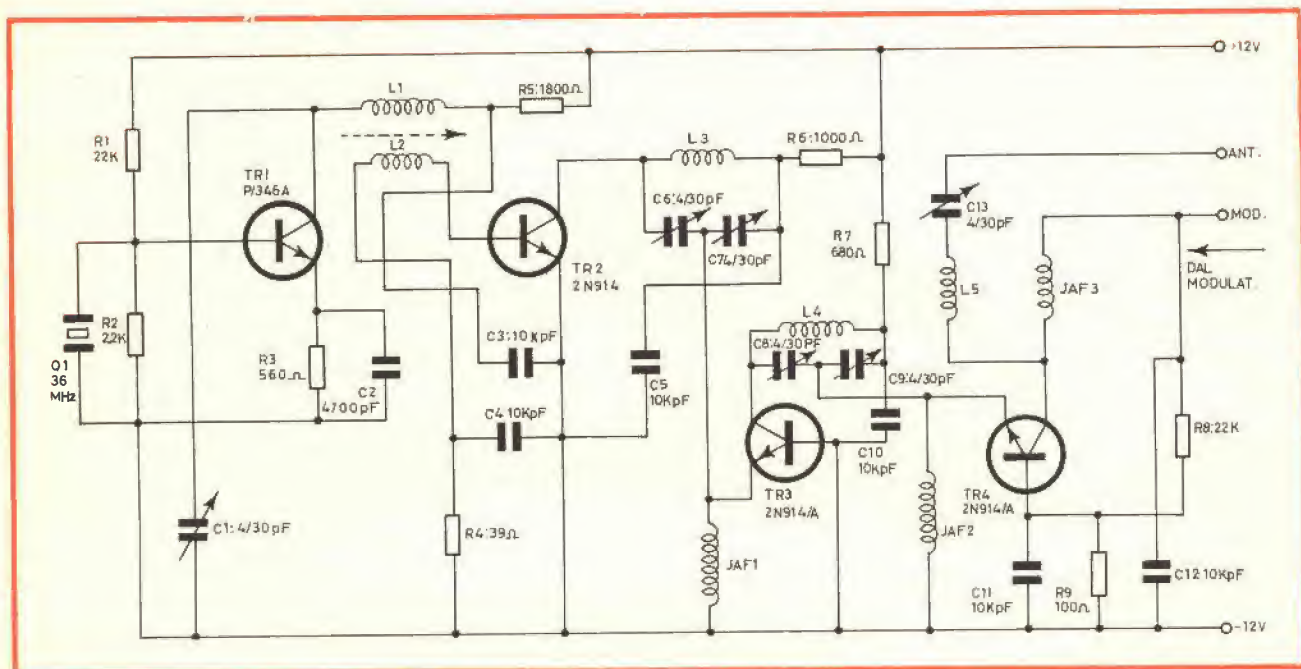 +12V
L1
R5:1800Ω
R1
22K
L2
L3
R6:1000Ω
ANT.
TR1
P/346A
C6:4/30pF
C13
4/30pF
MOD.
C7:4/30pF
R7
680Ω
DAL
MODULAT.
TR2
2N914
L5
JAF3
R2
2,2K
L4
C3:10KpF
C8:4/30PF
Q1
36
MHz
R3
560Ω
C9:4/30pF
C2
4700pF
C5
10KpF
C4 10KpF
R8:22K
C10
10KpF
TR3
2N914/A
TR4
2N914/A
C1:4/30pF
R4:39Ω
JAF2
JAF1
C12:10KpF
C11
10KpF
R9
100Ω
-12V